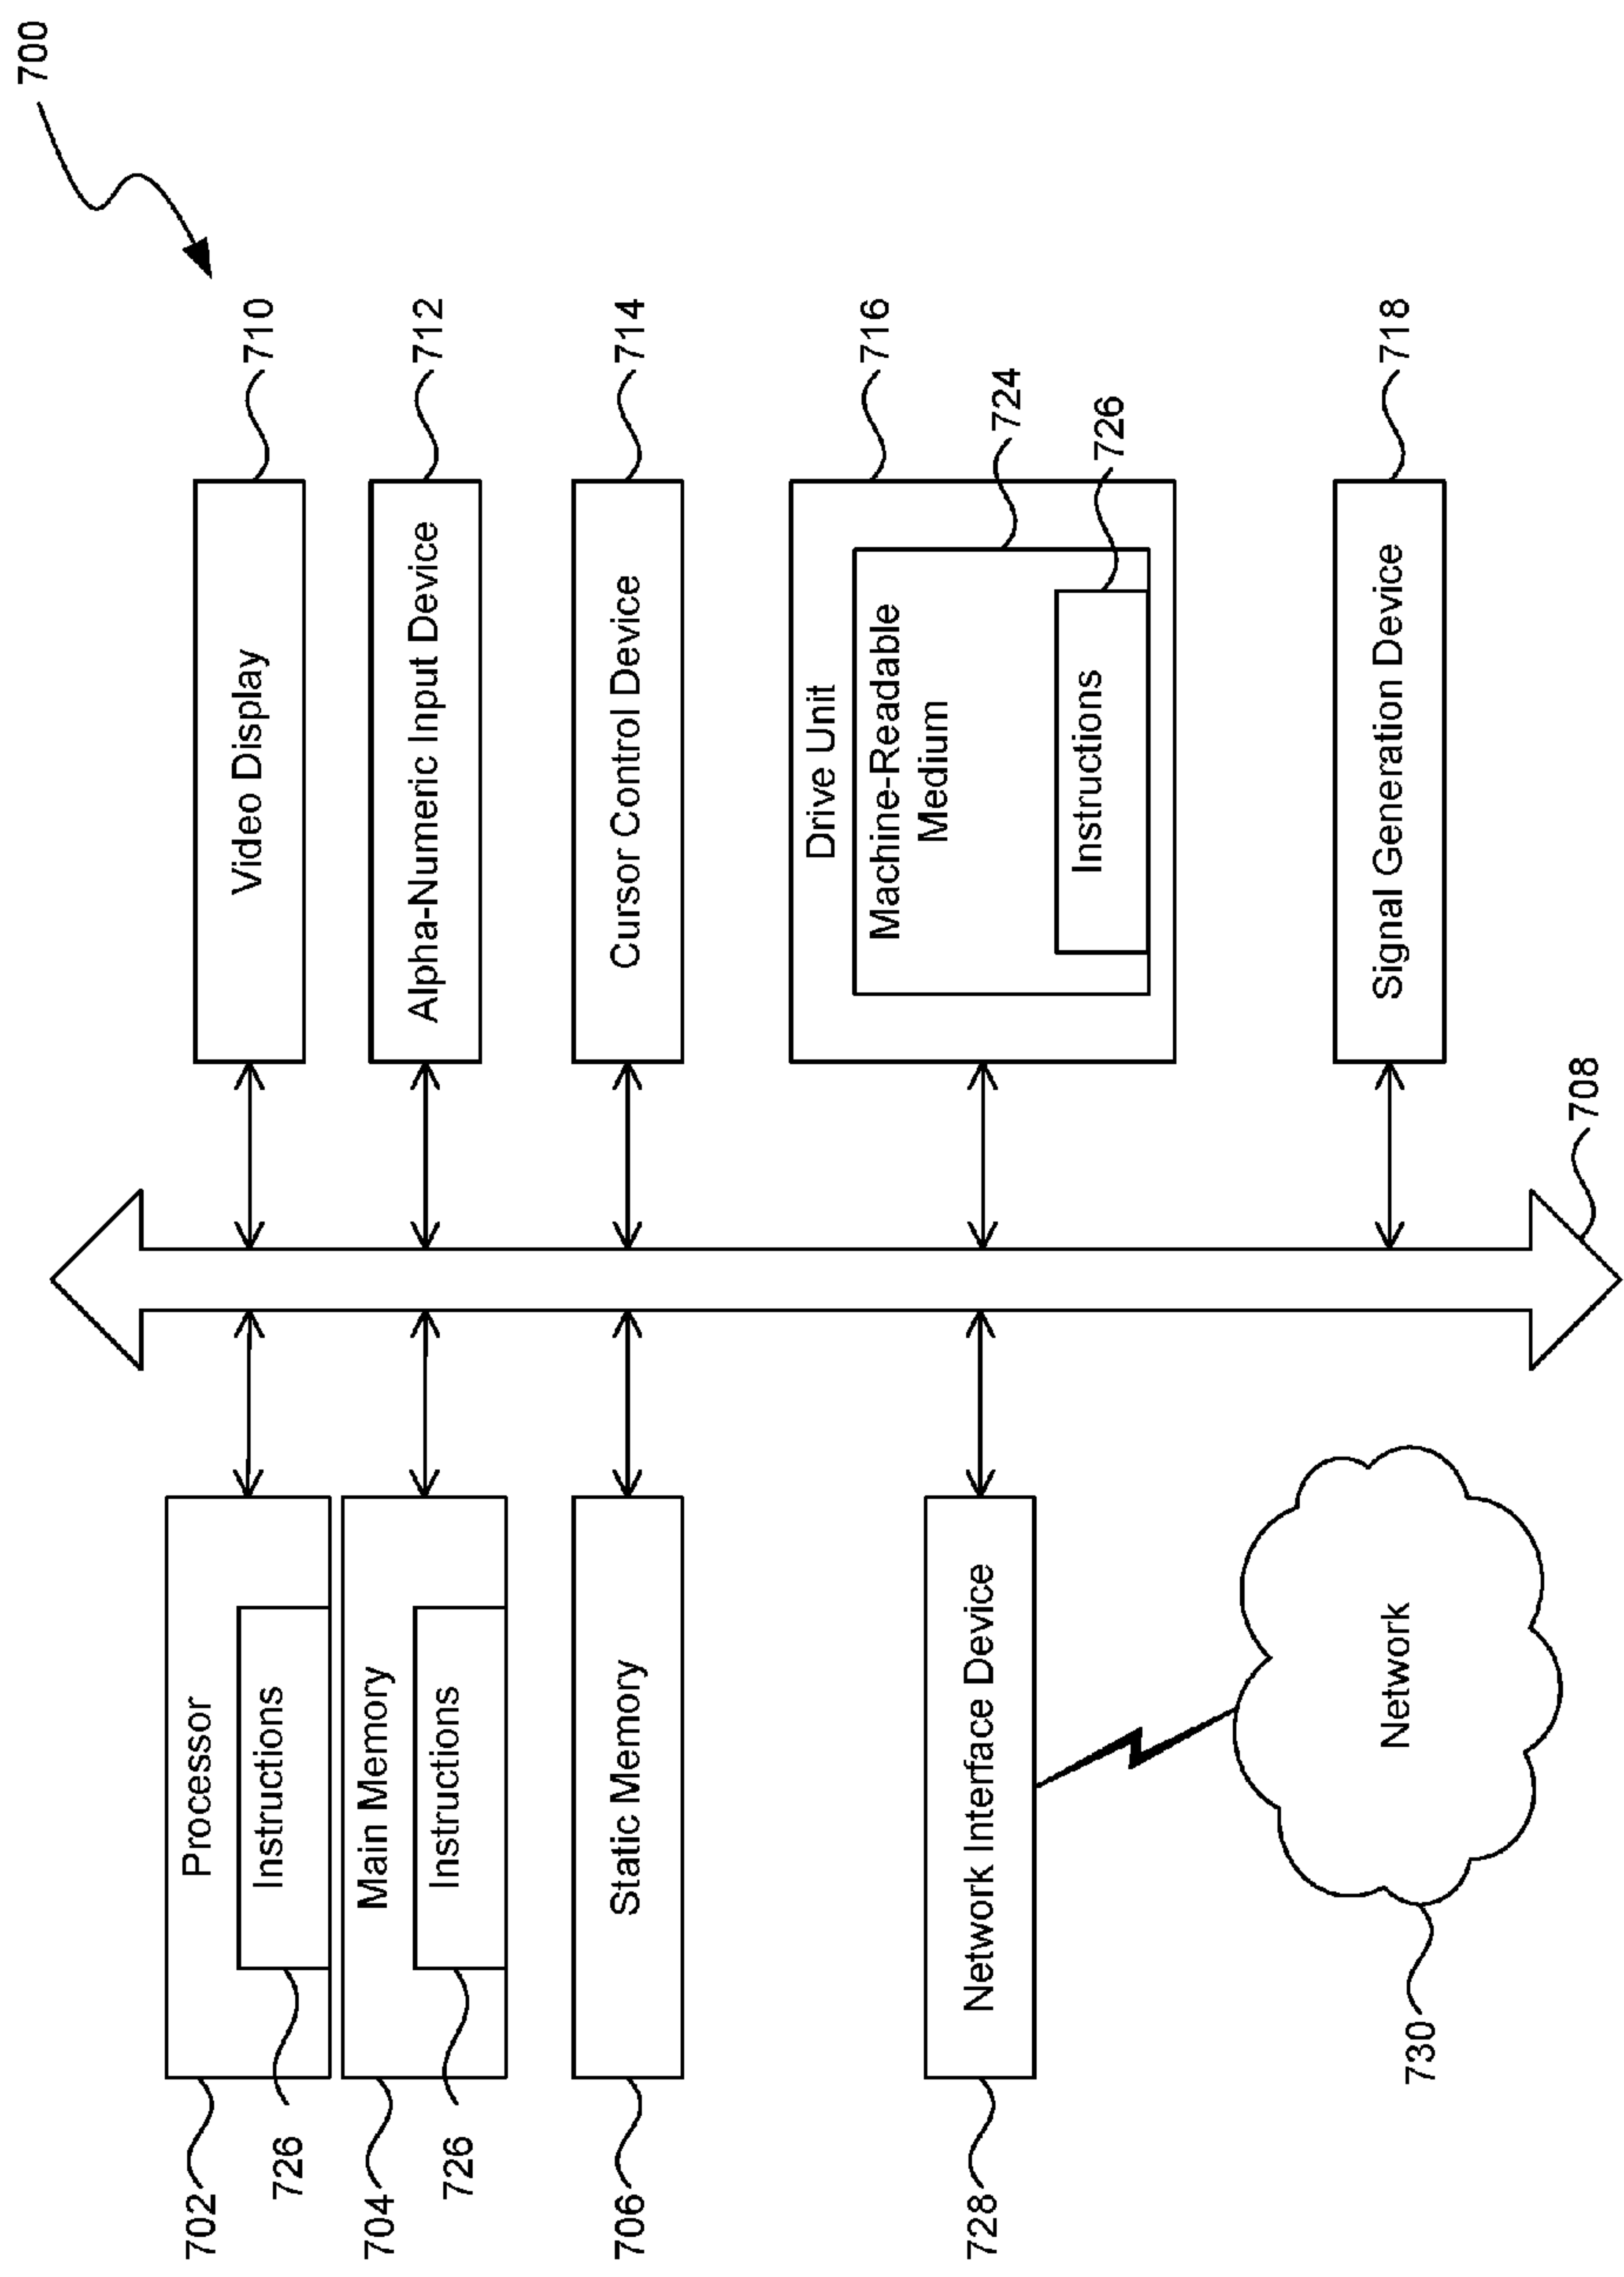 700
Processor
Instructions
702
726
Main Memory
Instructions
704
726
Static Memory
706
Network Interface Device
728
Network
730
Video Display
710
Alpha-Numeric Input Device
712
Cursor Control Device
714
Drive Unit
716
Machine-Readable
Medium
724
Instructions
726
Signal Generation Device
718
708